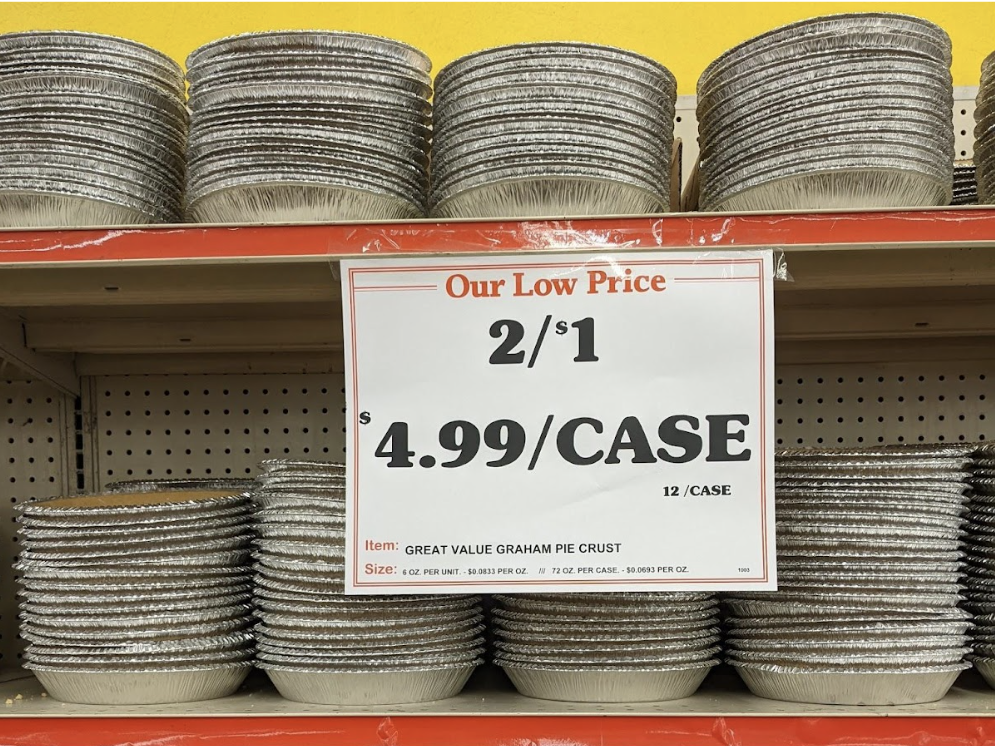 Our Low Price
2/$1
$4.99/CASE
12 /CASE
Item: GREAT VALUE GRAHAM PIE CRUST
Size: 6 OZ. PER UNIT. - $0.0833 PER OZ. /// 72 OZ. PER CASE. - $0.0693 PER OZ. 1003